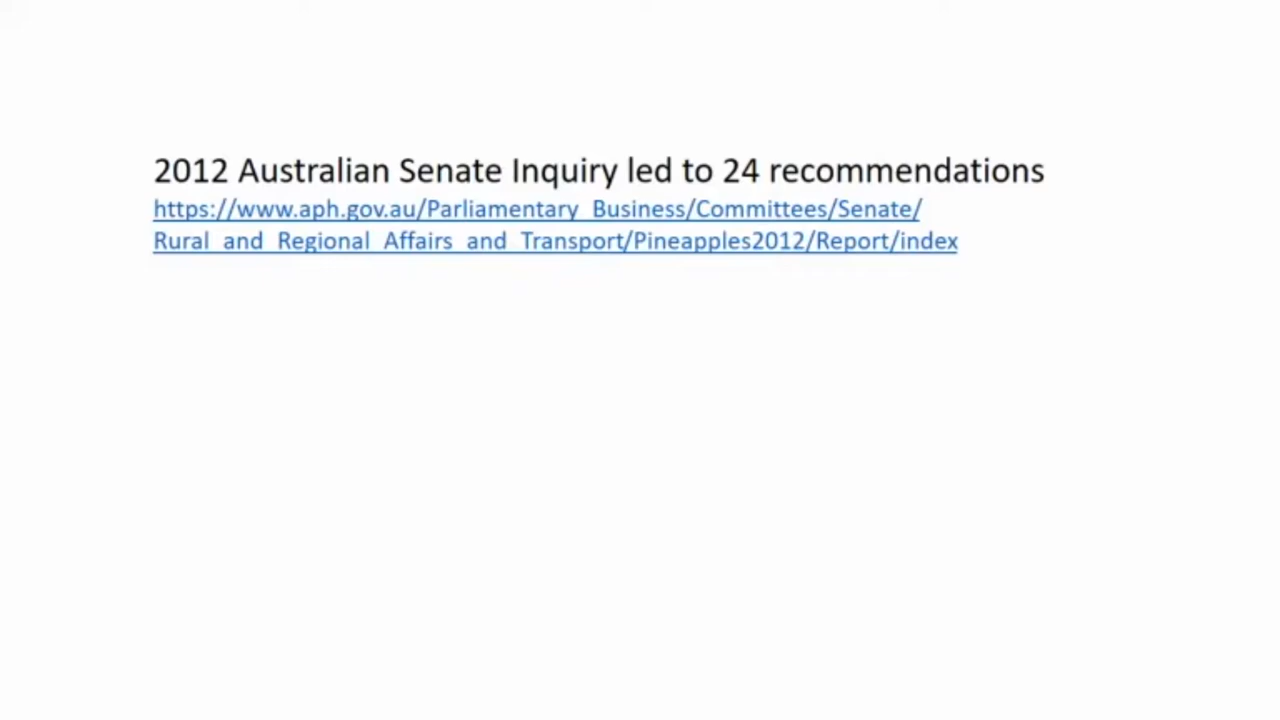 2012 Australian Senate Inquiry led to 24 recommendations
https://www.aph.gov.au/Parliamentary_Business/Committees/Senate/
Rural_and_Regional_Affairs_and_Transport/Pineapples2012/Report/index